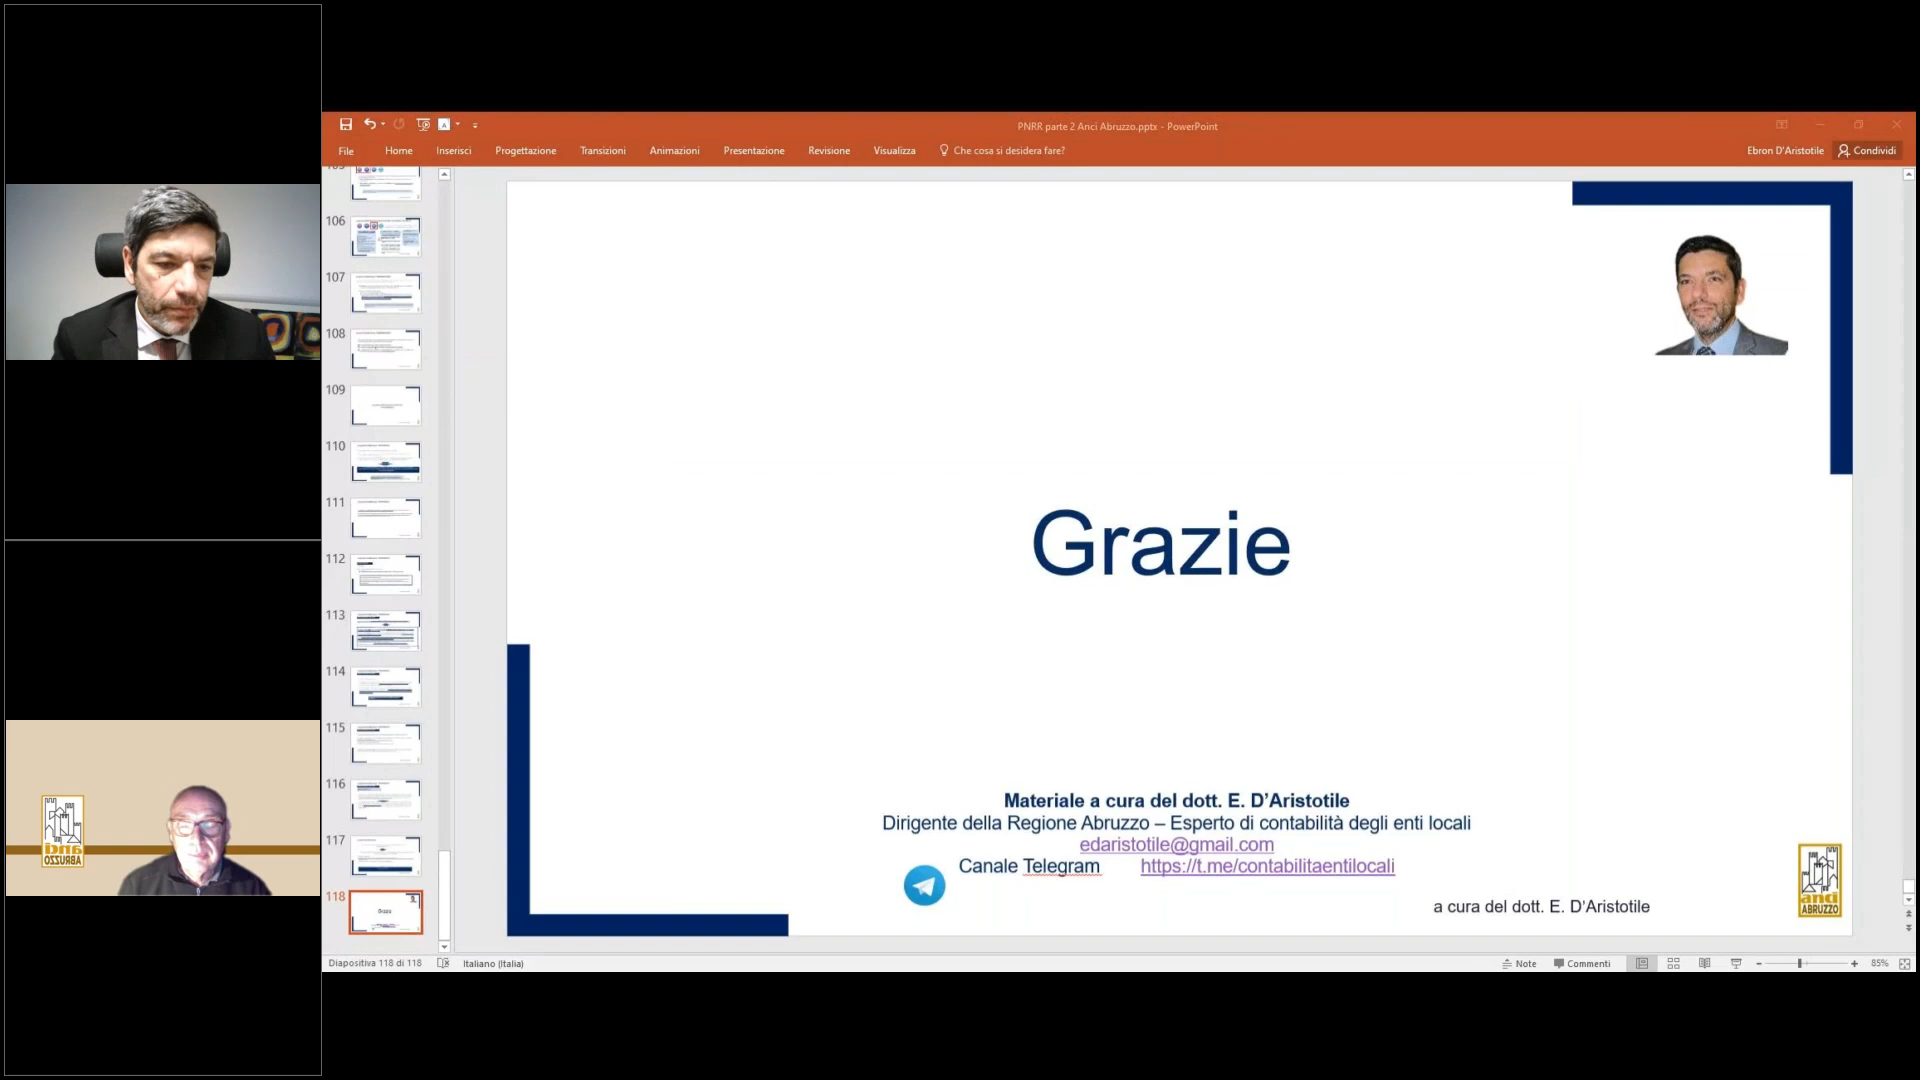 PNRR parte 2 Anci Abruzzo.pptx - PowerPoint
File Home Inserisci Progettazione Transizioni Animazioni Presentazione Revisione Visualizza Che cosa si desidera fare? Ebron D'Aristotile Condividi
106
107
108
109
110
111
112
113
114
115
116
117
118
Grazie
Materiale a cura del dott. E. D'Aristotile
Dirigente della Regione Abruzzo – Esperto di contabilità degli enti locali
edaristotile@gmail.com
Canale Telegram https://t.me/contabilitaentilocali
a cura del dott. E. D'Aristotile
anci
ABRUZZO
anci
ABRUZZO
Diapositiva 118 di 118 Italiano (Italia) Note Commenti 85%